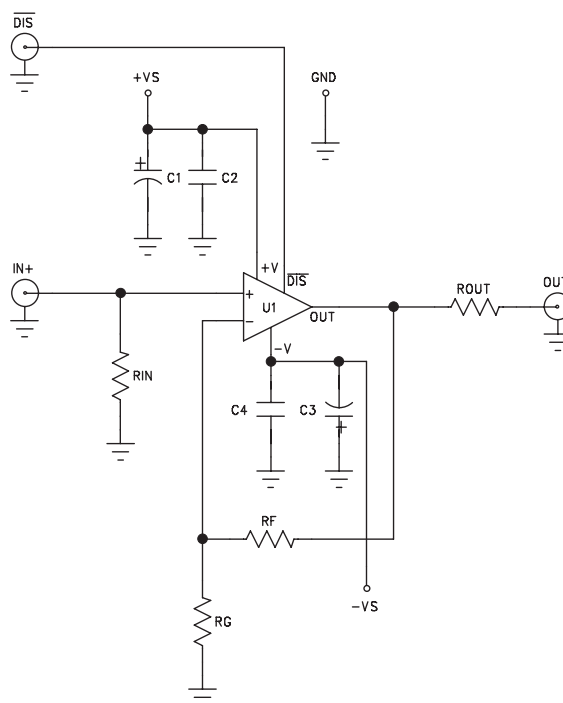 DIS
+VS
GND
+
C1
C2
IN+
+V
DIS
+
U1
-
OUT
ROUT
OUT
-V
RIN
C4
C3
+
RF
-VS
RG